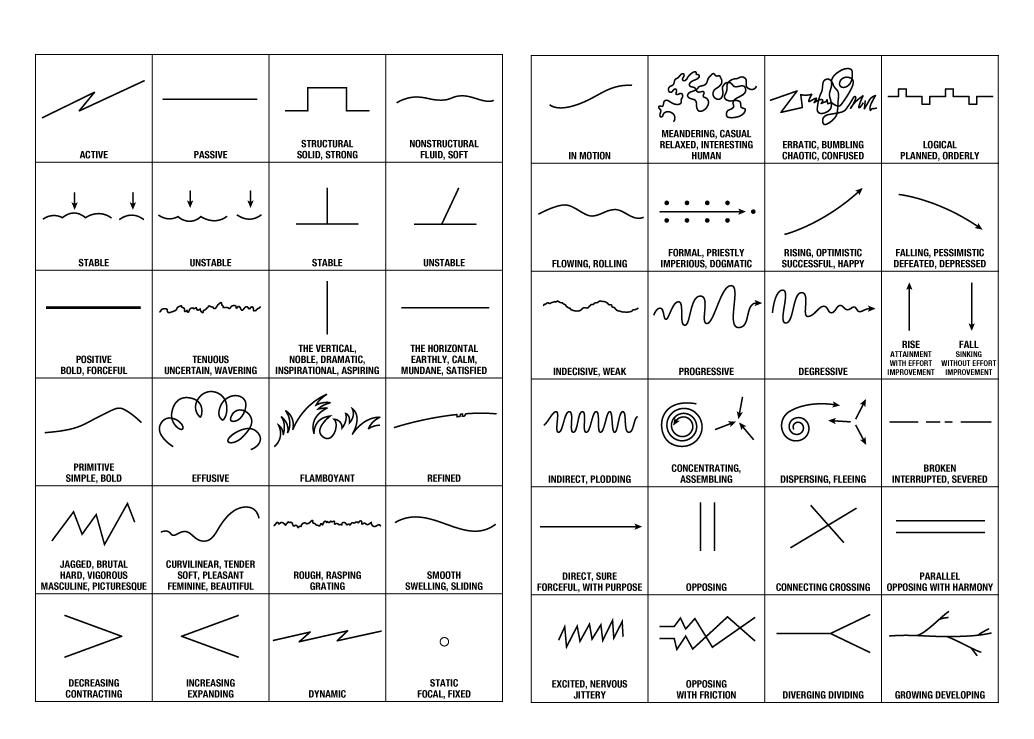 ACTIVE
PASSIVE
STRUCTURAL
SOLID, STRONG
NONSTRUCTURAL
FLUID, SOFT
STABLE
UNSTABLE
STABLE
UNSTABLE
POSITIVE
BOLD, FORCEFUL
TENUOUS
UNCERTAIN, WAVERING
THE VERTICAL,
NOBLE, DRAMATIC,
INSPIRATIONAL, ASPIRING
THE HORIZONTAL
EARTHLY, CALM,
MUNDANE, SATISFIED
PRIMITIVE
SIMPLE, BOLD
EFFUSIVE
FLAMBOYANT
REFINED
JAGGED, BRUTAL
HARD, VIGOROUS
MASCULINE, PICTURESQUE
CURVILINEAR, TENDER
SOFT, PLEASANT
FEMININE, BEAUTIFUL
ROUGH, RASPING
GRATING
SMOOTH
SWELLING, SLIDING
DECREASING
CONTRACTING
INCREASING
EXPANDING
DYNAMIC
STATIC
FOCAL, FIXED
IN MOTION
MEANDERING, CASUAL
RELAXED, INTERESTING
HUMAN
ERRATIC, BUMBLING
CHAOTIC, CONFUSED
LOGICAL
PLANNED, ORDERLY
FLOWING, ROLLING
FORMAL, PRIESTLY
IMPERIOUS, DOGMATIC
RISING, OPTIMISTIC
SUCCESSFUL, HAPPY
FALLING, PESSIMISTIC
DEFEATED, DEPRESSED
INDECISIVE, WEAK
PROGRESSIVE
DEGRESSIVE
RISE
ATTAINMENT
WITH EFFORT
IMPROVEMENT
FALL
SINKING
WITHOUT EFFORT
IMPROVEMENT
INDIRECT, PLODDING
CONCENTRATING,
ASSEMBLING
DISPERSING, FLEEING
BROKEN
INTERRUPTED, SEVERED
DIRECT, SURE
FORCEFUL, WITH PURPOSE
OPPOSING
CONNECTING CROSSING
PARALLEL
OPPOSING WITH HARMONY
EXCITED, NERVOUS
JITTERY
OPPOSING
WITH FRICTION
DIVERGING DIVIDING
GROWING DEVELOPING